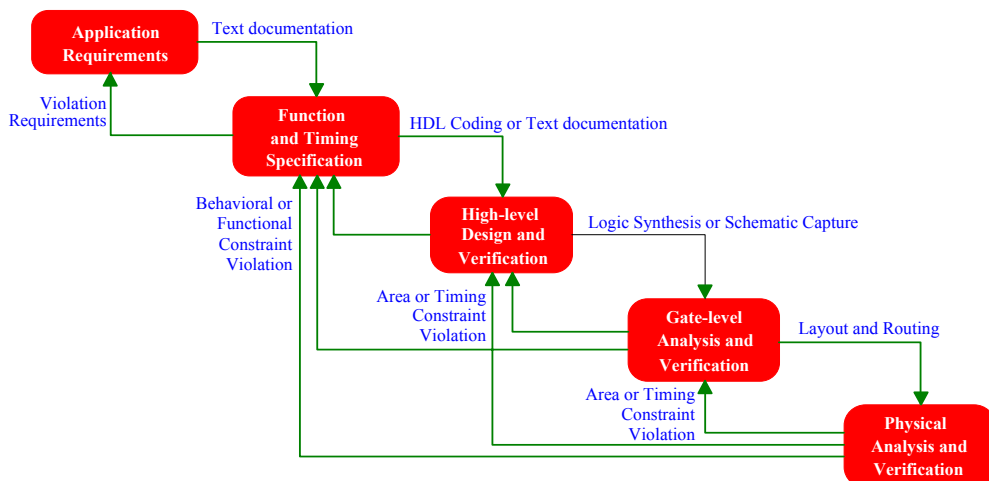 Application
Requirements
Text documentation
Violation
Requirements
Function
and Timing
Specification
HDL Coding or Text documentation
Behavioral or
Functional
Constraint
Violation
High-level
Design and
Verification
Logic Synthesis or Schematic Capture
Area or Timing
Constraint
Violation
Gate-level
Analysis and
Verification
Layout and Routing
Area or Timing
Constraint
Violation
Physical
Analysis and
Verification